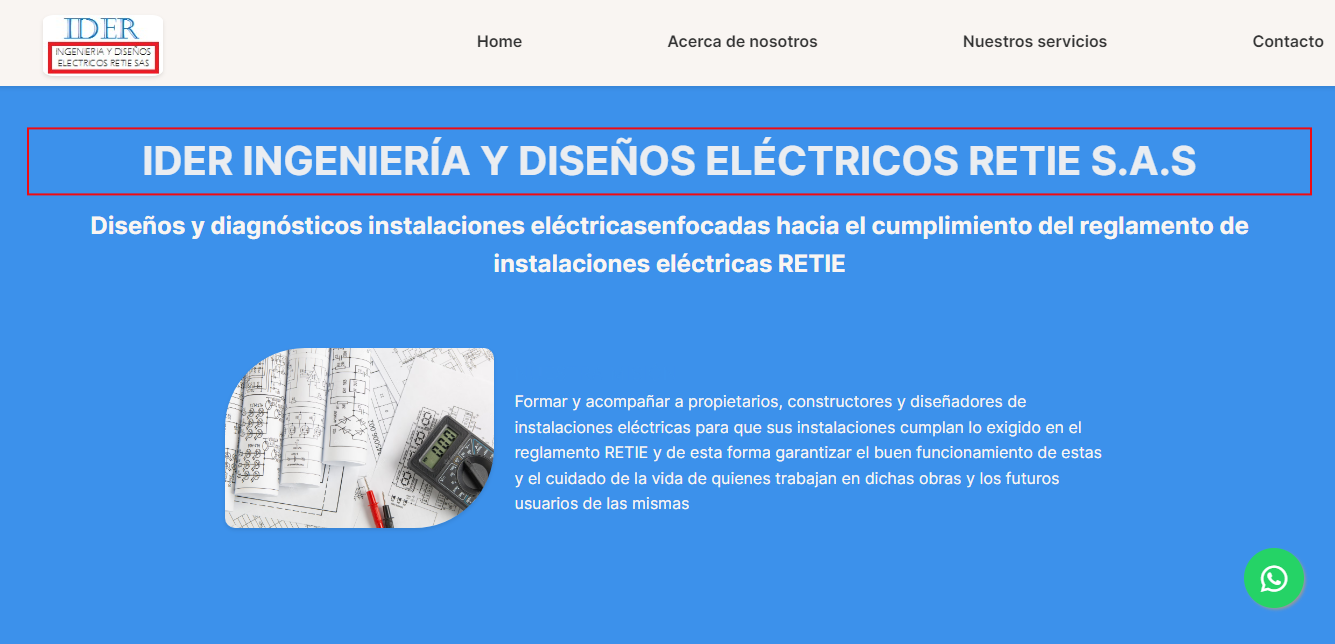 IDER
INGENIERIA Y DISEÑOS
ELECTRICOS RETIE SAS
Home
Acerca de nosotros
Nuestros servicios
Contacto
IDER INGENIERÍA Y DISEÑOS ELÉCTRICOS RETIE S.A.S
Diseños y diagnósticos instalaciones eléctricasenfocadas hacia el cumplimiento del reglamento de
instalaciones eléctricas RETIE
Formar y acompañar a propietarios, constructores y diseñadores de
instalaciones eléctricas para que sus instalaciones cumplan lo exigido en el
reglamento RETIE y de esta forma garantizar el buen funcionamiento de estas
y el cuidado de la vida de quienes trabajan en dichas obras y los futuros
usuarios de las mismas